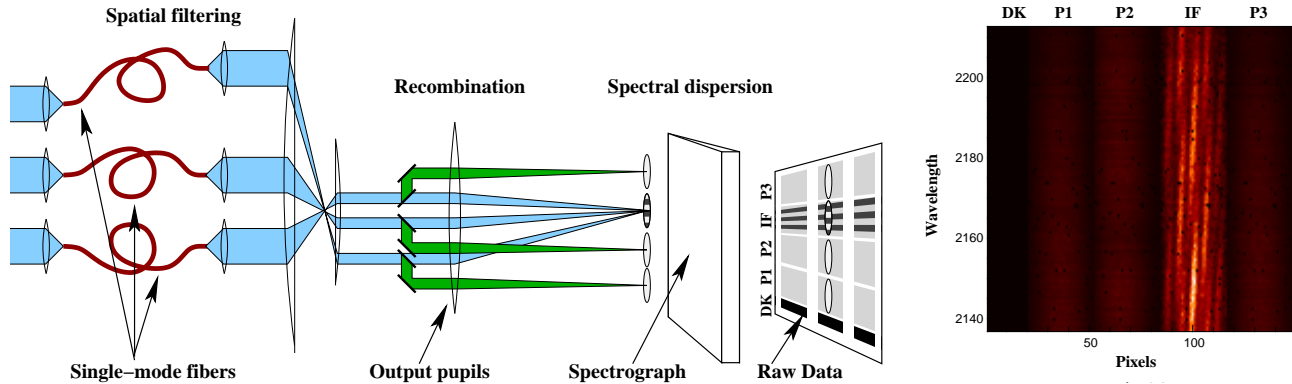 Spatial filtering
Recombination
Spectral dispersion
P3
IF
P2
P1
DK
Single−mode fibers
Output pupils
Spectrograph
Raw Data
DK P1 P2 IF P3
Wavelength
2200
2180
2160
2140
50 100
Pixels